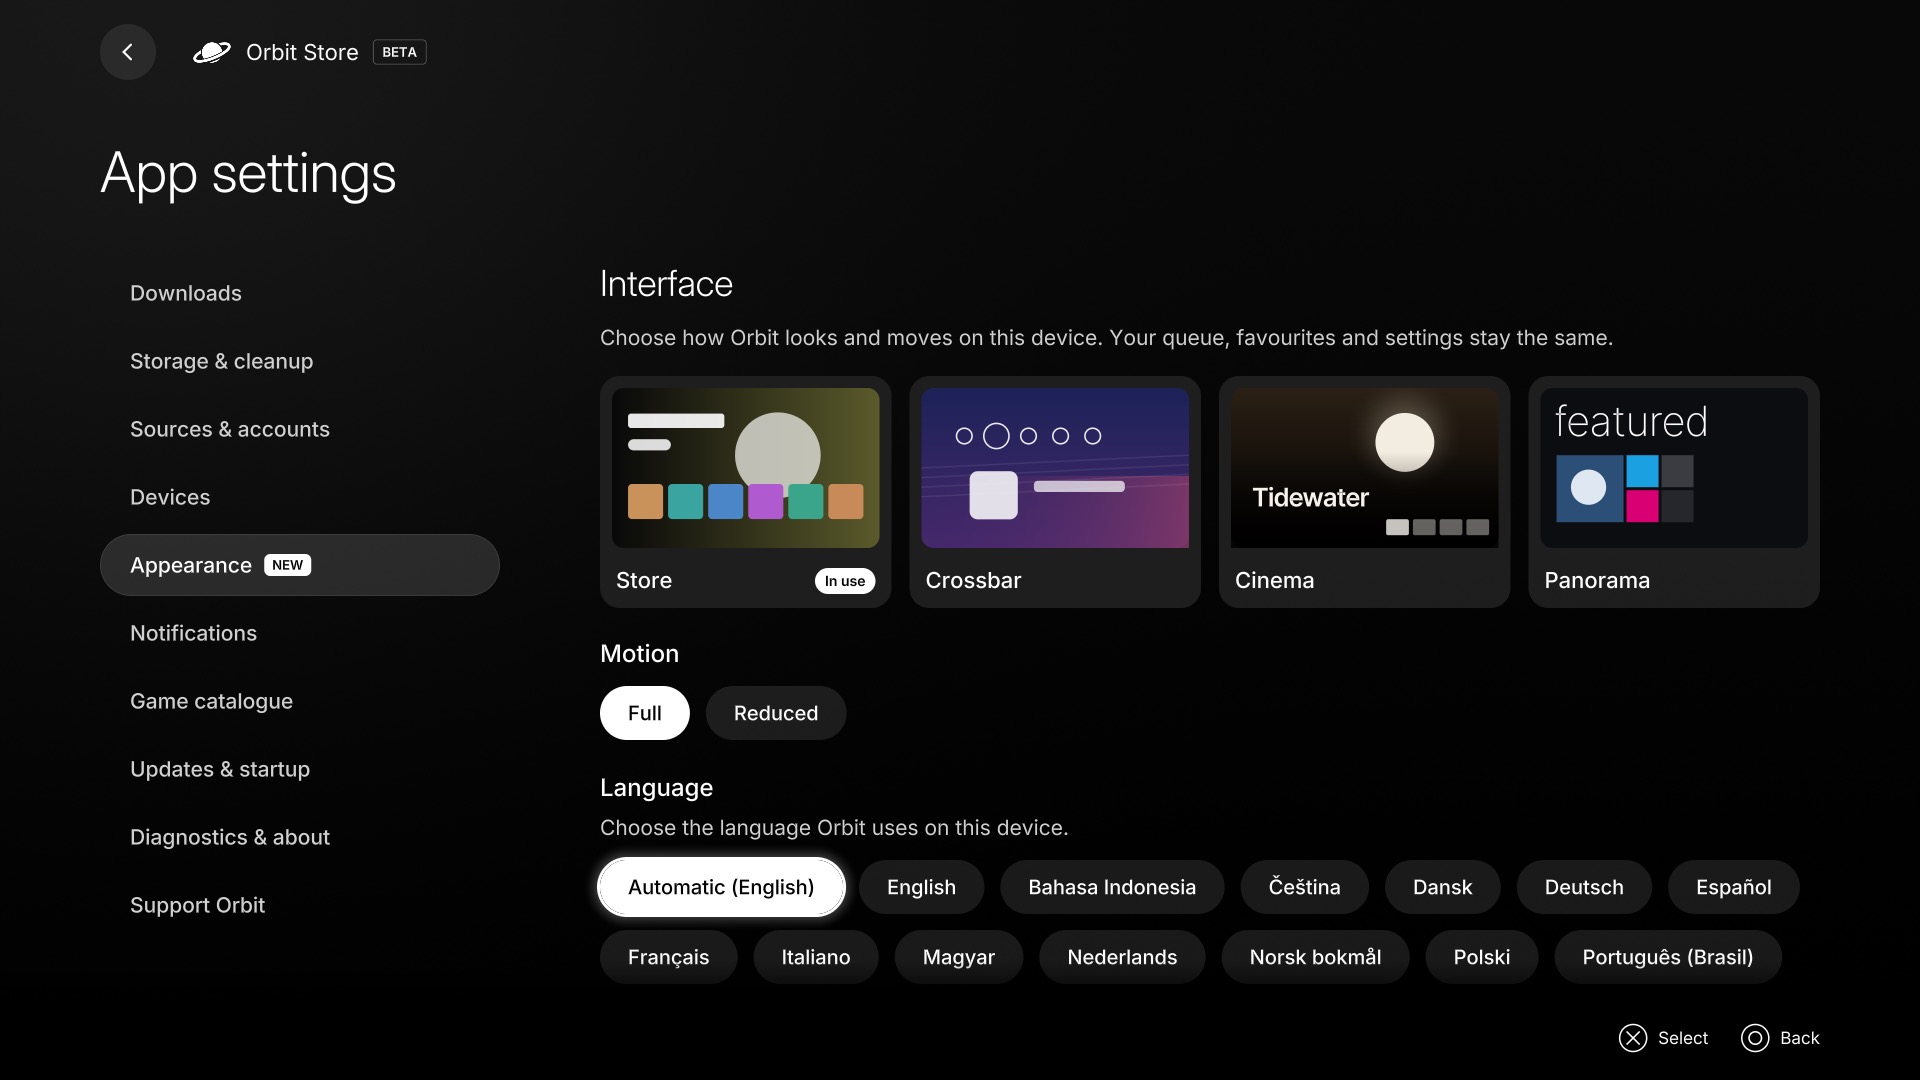 Orbit Store BETA
App settings
Downloads
Storage & cleanup
Sources & accounts
Devices
Appearance NEW
Notifications
Game catalogue
Updates & startup
Diagnostics & about
Support Orbit
Interface
Choose how Orbit looks and moves on this device. Your queue, favourites and settings stay the same.
Tidewater
featured
Store In use
Crossbar
Cinema
Panorama
Motion
Full Reduced
Language
Choose the language Orbit uses on this device.
Automatic (English) English Bahasa Indonesia Čeština Dansk Deutsch Español
Français Italiano Magyar Nederlands Norsk bokmål Polski Português (Brasil)
Select Back